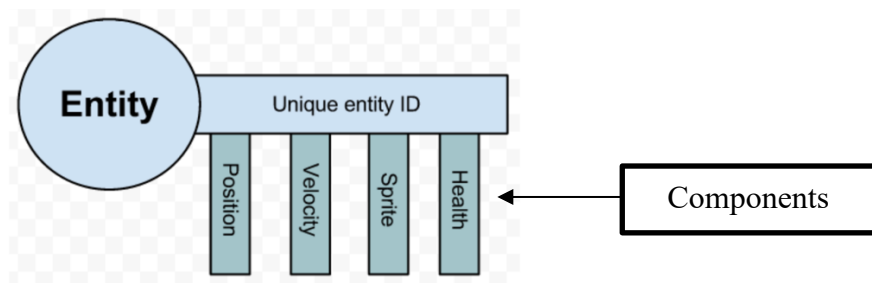 Entity
Unique entity ID
Position
Velocity
Sprite
Health
Components